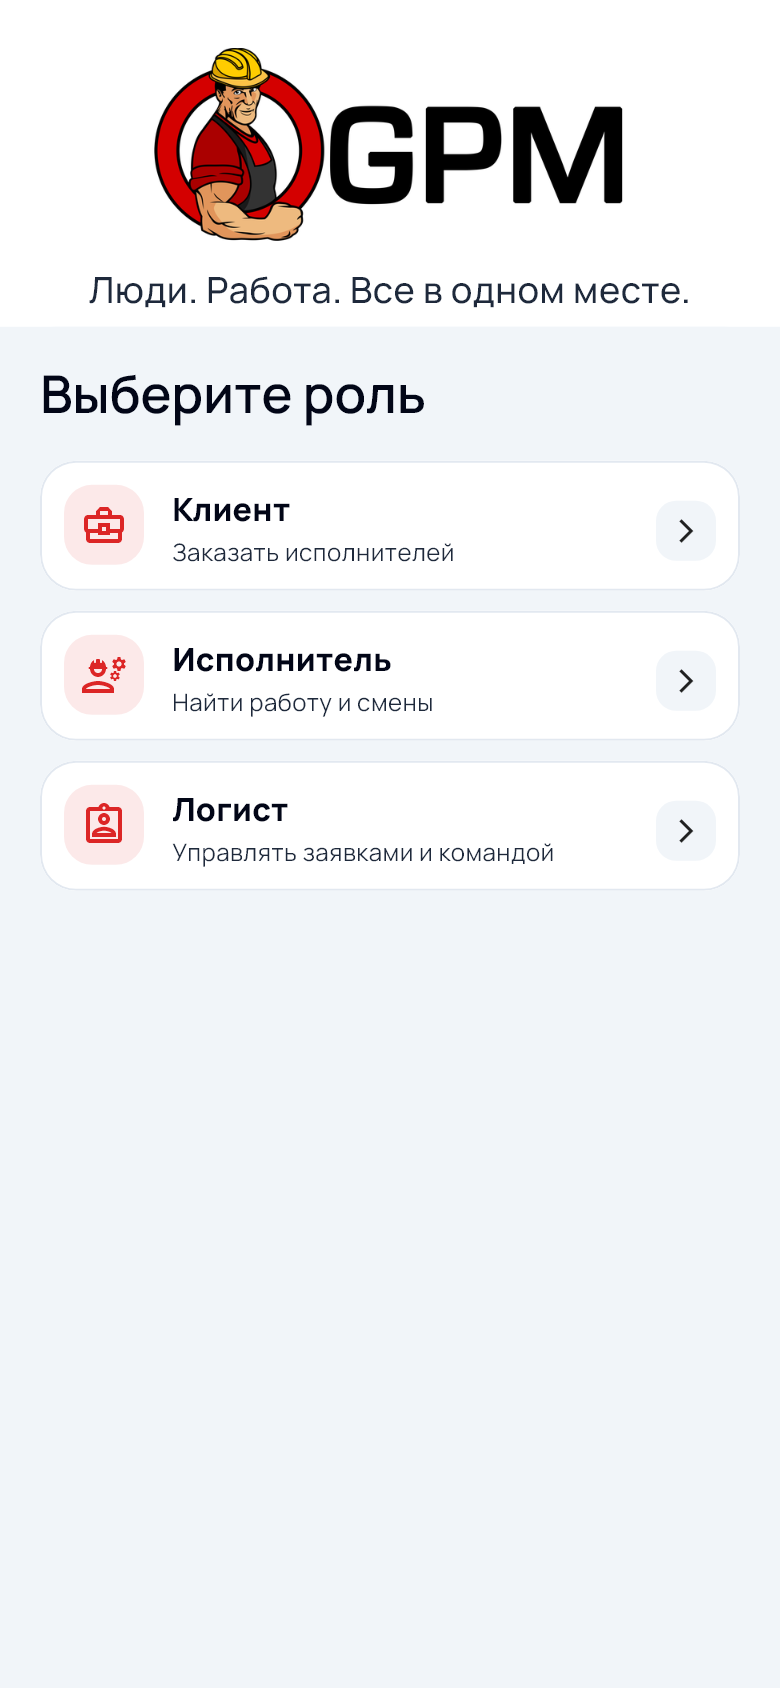 GPM
Люди. Работа. Все в одном месте.
Выберите роль
Клиент
Заказать исполнителей
Исполнитель
Найти работу и смены
Логист
Управлять заявками и командой